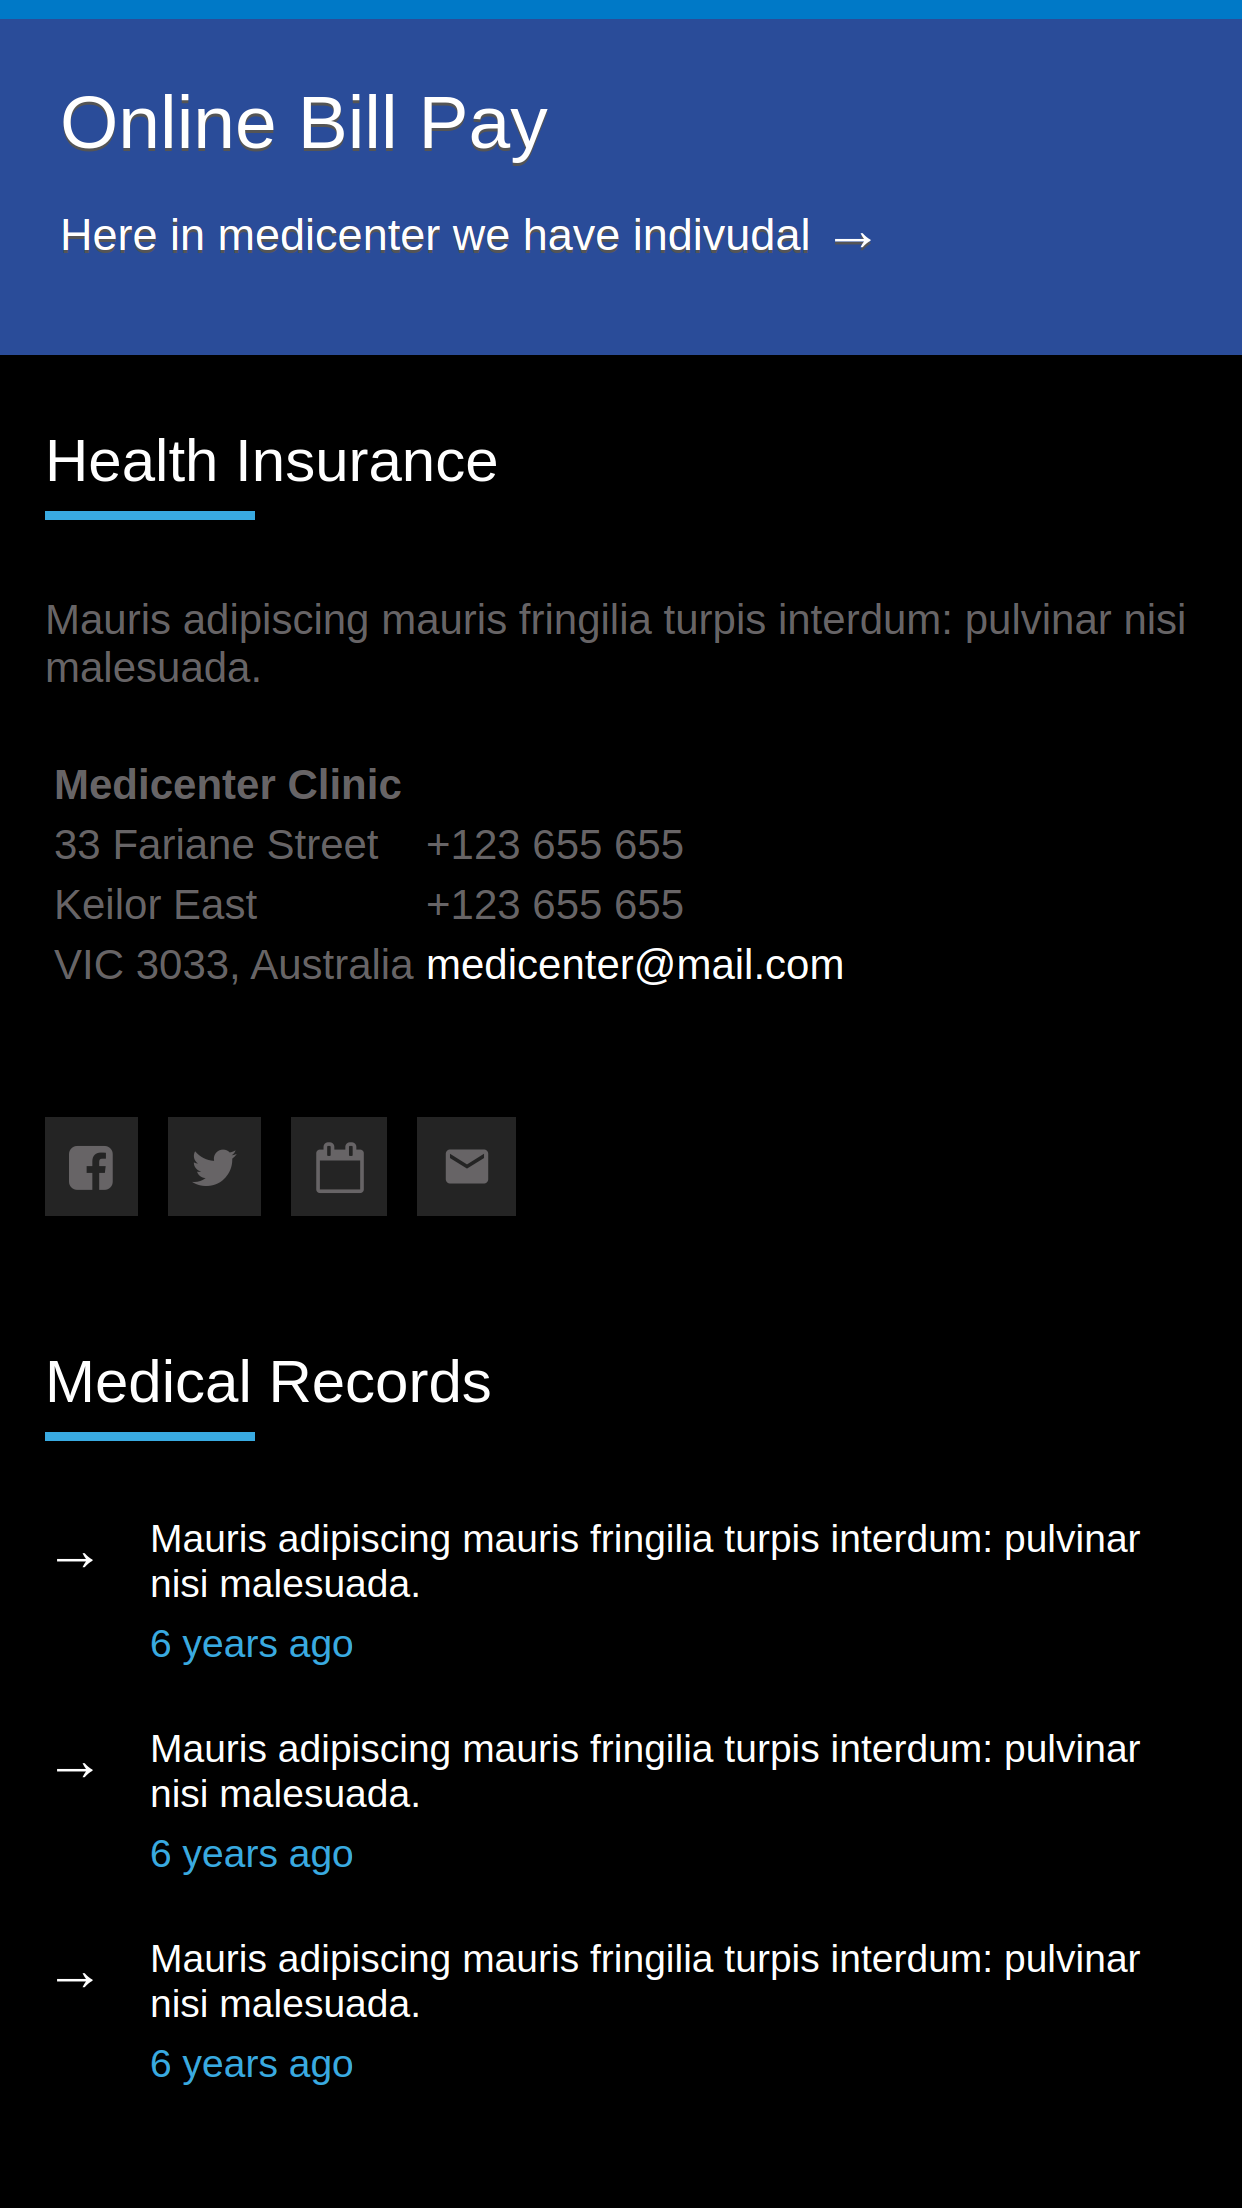 Online Bill Pay
Here in medicenter we have indivudal →
Health Insurance
Mauris adipiscing mauris fringilia turpis interdum: pulvinar nisi
malesuada.
Medicenter Clinic
33 Fariane Street +123 655 655
Keilor East +123 655 655
VIC 3033, Australia medicenter@mail.com
Medical Records
→ Mauris adipiscing mauris fringilia turpis interdum: pulvinar
nisi malesuada.
6 years ago
→ Mauris adipiscing mauris fringilia turpis interdum: pulvinar
nisi malesuada.
6 years ago
→ Mauris adipiscing mauris fringilia turpis interdum: pulvinar
nisi malesuada.
6 years ago